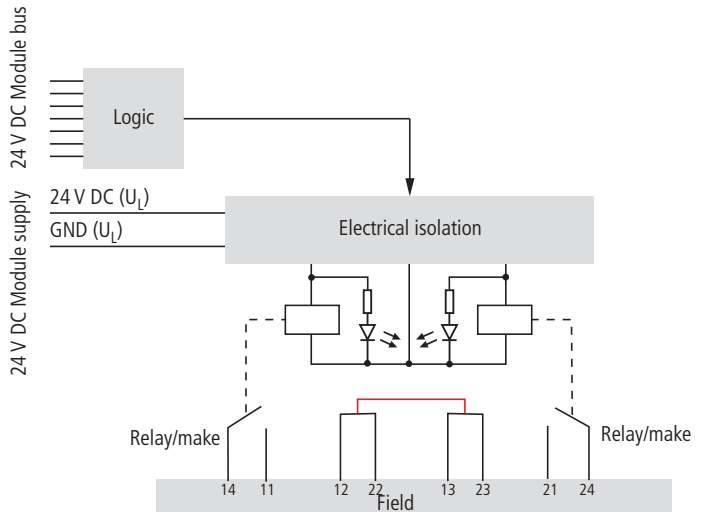 24 V DC Module bus
Logic
24 V DC Module supply
24 V DC (UL)
GND (UL)
Electrical isolation
Relay/make
Relay/make
14 11 12 22 13 23 21 24
Field